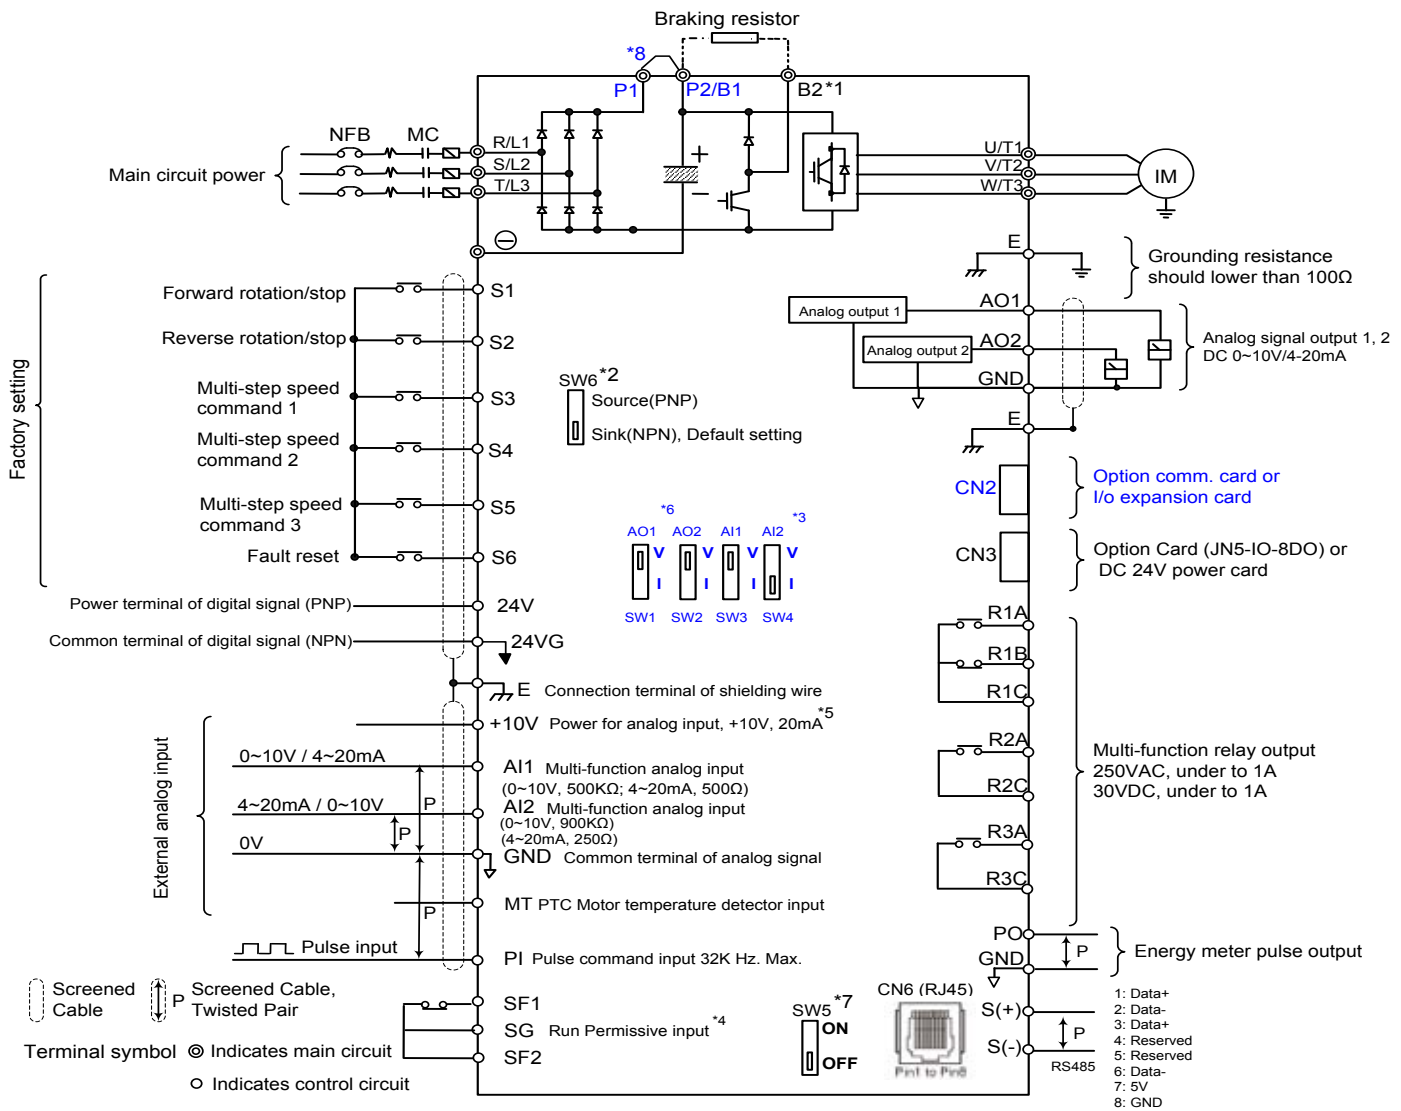 Braking resistor
*8
P1
P2/B1
B2*1
NFB
MC
R/L1
S/L2
T/L3
Main circuit power
+
−
−
U/T1
V/T2
W/T3
IM
E
Grounding resistance
should lower than 100Ω
Factory setting
Forward rotation/stop
S1
Reverse rotation/stop
S2
Multi-step speed
command 1
S3
Multi-step speed
command 2
S4
Multi-step speed
command 3
S5
Fault reset
S6
Power terminal of digital signal (PNP)
24V
Common terminal of digital signal (NPN)
24VG
E Connection terminal of shielding wire
SW6*2
Source(PNP)
Sink(NPN), Default setting
*6
*3
AO1 AO2 AI1 AI2
V V V V
I I I I
SW1 SW2 SW3 SW4
Analog output 1
AO1
Analog output 2
AO2
GND
E
Analog signal output 1, 2
DC 0~10V/4-20mA
CN2
Option comm. card or
I/o expansion card
CN3
Option Card (JN5-IO-8DO) or
DC 24V power card
R1A
R1B
R1C
R2A
R2C
R3A
R3C
Multi-function relay output
250VAC, under to 1A
30VDC, under to 1A
External analog input
+10V Power for analog input, +10V, 20mA*5
0~10V / 4~20mA
AI1 Multi-function analog input
(0~10V, 500KΩ; 4~20mA, 500Ω)
P
4~20mA / 0~10V
AI2 Multi-function analog input
(0~10V, 900KΩ)
(4~20mA, 250Ω)
P
0V
GND Common terminal of analog signal
MT PTC Motor temperature detector input
P
Pulse input
PI Pulse command input 32K Hz. Max.
PO
GND
P
Energy meter pulse output
Screened
Cable
P
Screened Cable,
Twisted Pair
Terminal symbol
Indicates main circuit
Indicates control circuit
SF1
SG Run Permissive input *4
SF2
SW5*7
ON
OFF
CN6 (RJ45)
Pin1 to Pin8
S(+)
S(-)
P
RS485
1: Data+
2: Data-
3: Data+
4: Reserved
5: Reserved
6: Data-
7: 5V
8: GND